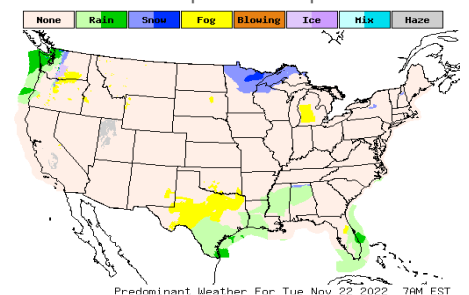 None Rain Snow Fog Blowing Ice Mix Haze
Predominant Weather For Tue Nov 22 2022 7AM EST